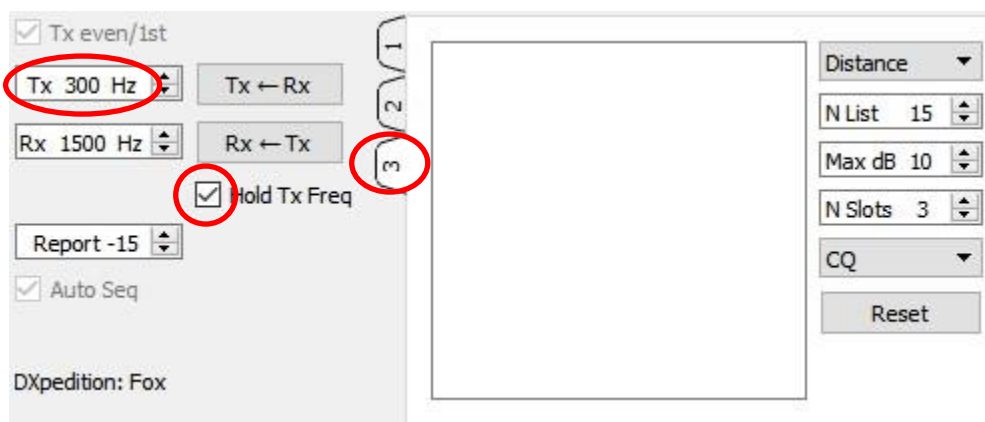 Tx even/1st
Tx 300 Hz
Tx ← Rx
Rx 1500 Hz
Rx ← Tx
Hold Tx Freq
Report -15
Auto Seq
DXpedition: Fox
1
2
3
Distance
N List 15
Max dB 10
N Slots 3
CQ
Reset